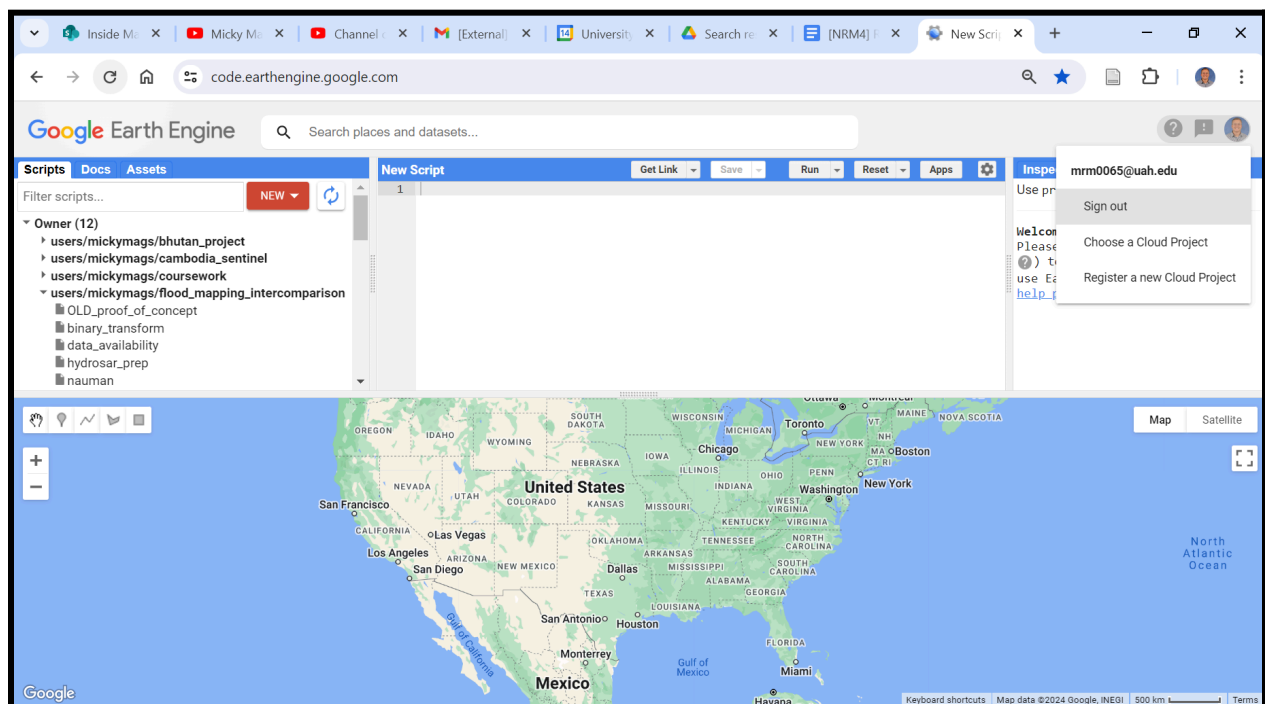 Inside Ma
Micky Ma
Channel c
[External]
University
Search re
[NRM4] F
New Scrip
code.earthengine.google.com
Google Earth Engine
Search places and datasets...
mrm0065@uah.edu
Sign out
Choose a Cloud Project
Register a new Cloud Project
Scripts Docs Assets
Filter scripts...
NEW
Owner (12)
users/mickymags/bhutan_project
users/mickymags/cambodia_sentinel
users/mickymags/coursework
users/mickymags/flood_mapping_intercomparison
OLD_proof_of_concept
binary_transform
data_availability
hydrosar_prep
nauman
New Script
Get Link Save Run Reset Apps
1
Inspe
Use pr
Welcom
Please
) to
use Ea
help p
Map Satellite
OREGON
IDAHO
WYOMING
SOUTH
DAKOTA
WISCONSIN
MICHIGAN
Ottawa
Montreal
Toronto
VT
MAINE
NOVA SCOTIA
NH
NEW YORK
MA
Boston
CT RI
Chicago
IOWA
NEBRASKA
ILLINOIS
INDIANA
OHIO
PENN
New York
Washington
NEVADA
UTAH
COLORADO
United States
KANSAS
MISSOURI
WEST
VIRGINIA
KENTUCKY
VIRGINIA
San Francisco
CALIFORNIA
Las Vegas
OKLAHOMA
TENNESSEE
NORTH
CAROLINA
Los Angeles
ARIZONA
NEW MEXICO
ARKANSAS
MISSISSIPPI
SOUTH
CAROLINA
San Diego
Dallas
ALABAMA
TEXAS
GEORGIA
LOUISIANA
San Antonio
Houston
FLORIDA
Gulf of
California
Monterrey
Gulf of
Mexico
Miami
Mexico
Havana
North
Atlantic
Ocean
Google
Keyboard shortcuts Map data ©2024 Google, INEGI 500 km Terms